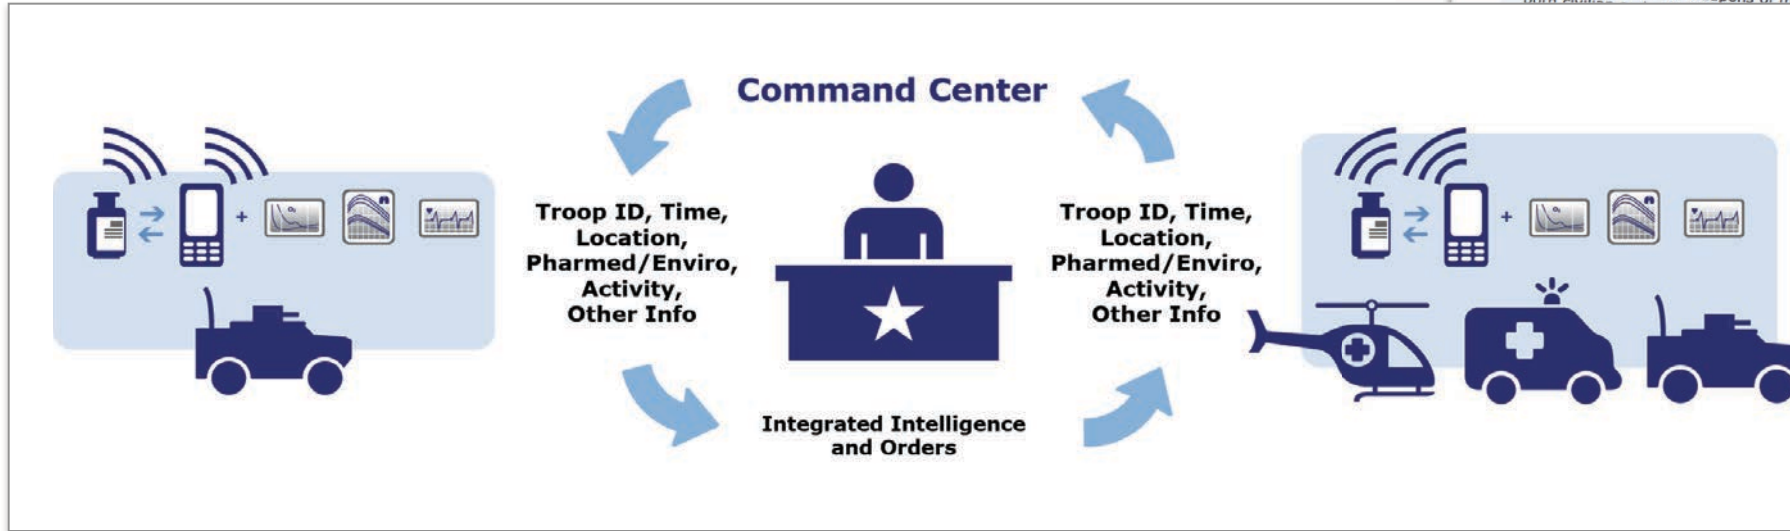 Command Center
Troop ID, Time,
Location,
Pharmed/Enviro,
Activity,
Other Info
Troop ID, Time,
Location,
Pharmed/Enviro,
Activity,
Other Info
Integrated Intelligence
and Orders